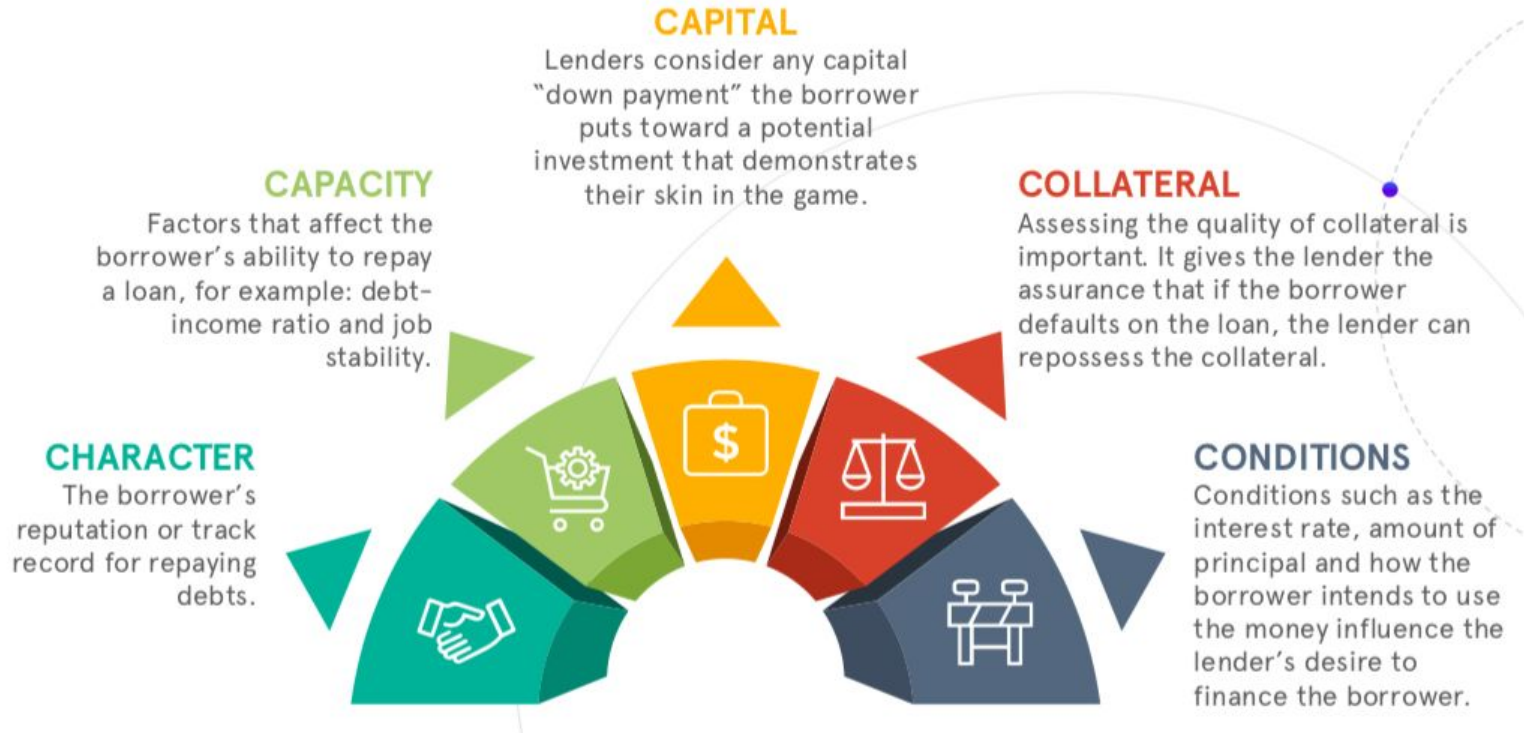 CAPITAL
Lenders consider any capital
“down payment” the borrower
puts toward a potential
investment that demonstrates
their skin in the game.
CAPACITY
Factors that affect the
borrower’s ability to repay
a loan, for example: debt-
income ratio and job
stability.
COLLATERAL
Assessing the quality of collateral is
important. It gives the lender the
assurance that if the borrower
defaults on the loan, the lender can
repossess the collateral.
CHARACTER
The borrower’s
reputation or track
record for repaying
debts.
CONDITIONS
Conditions such as the
interest rate, amount of
principal and how the
borrower intends to use
the money influence the
lender’s desire to
finance the borrower.
$